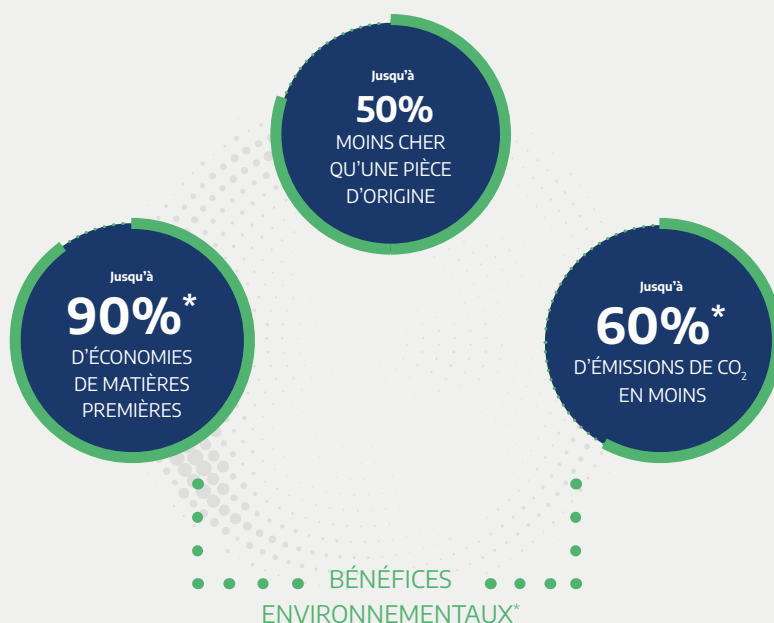 Jusqu'à
50%
MOINS CHER
QU'UNE PIÈCE
D'ORIGINE
Jusqu'à
90%*
D'ÉCONOMIES
DE MATIÈRES
PREMIÈRES
Jusqu'à
60%*
D'ÉMISSIONS DE CO₂
EN MOINS
BÉNÉFICES
ENVIRONNEMENTAUX*